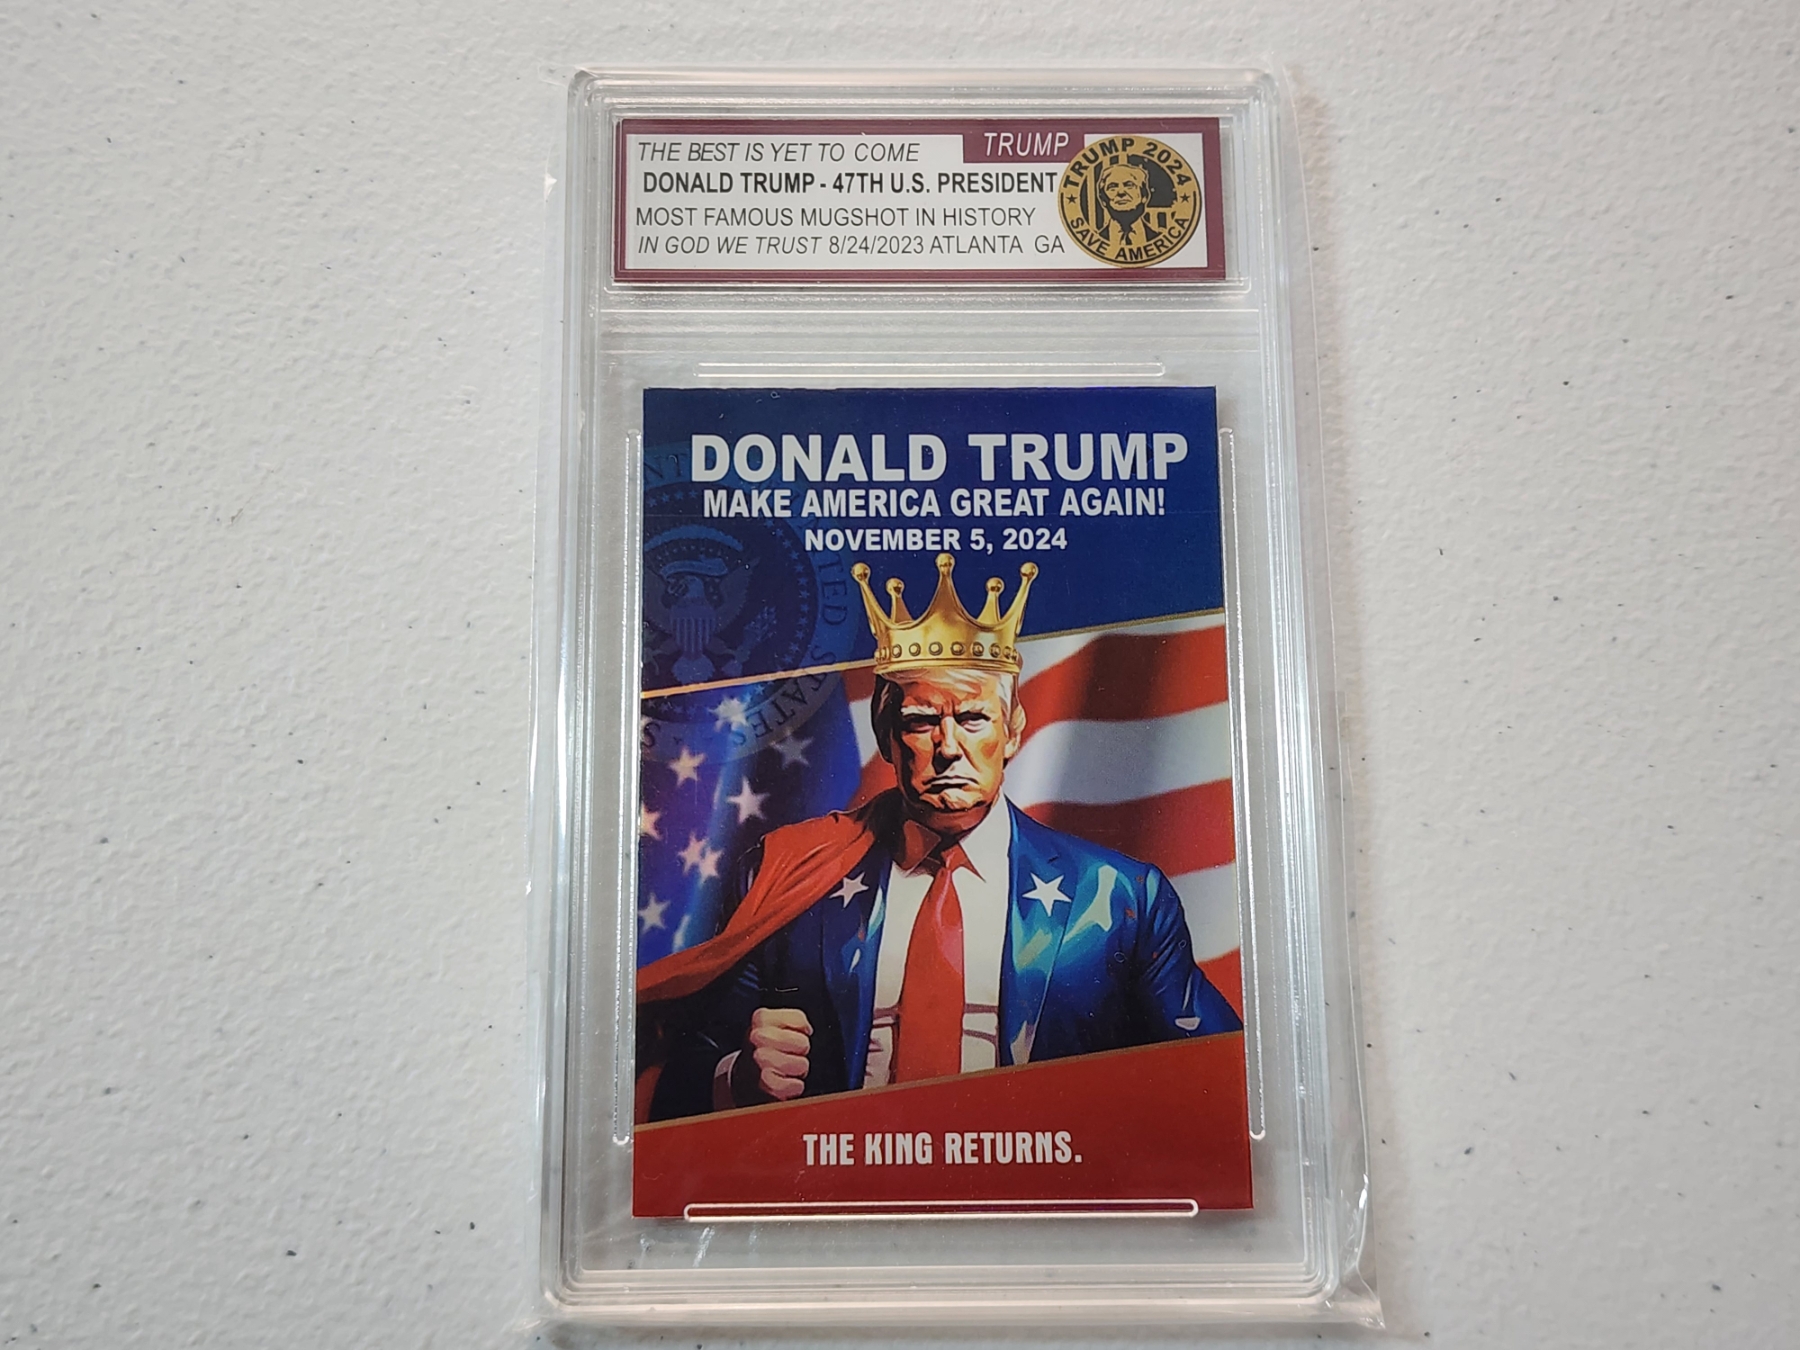 THE BEST IS YET TO COME
TRUMP
DONALD TRUMP - 47TH U.S. PRESIDENT
MOST FAMOUS MUGSHOT IN HISTORY
IN GOD WE TRUST 8/24/2023 ATLANTA GA
TRUMP 2024
SAVE AMERICA
DONALD TRUMP
MAKE AMERICA GREAT AGAIN!
NOVEMBER 5, 2024
STATES
THE KING RETURNS.